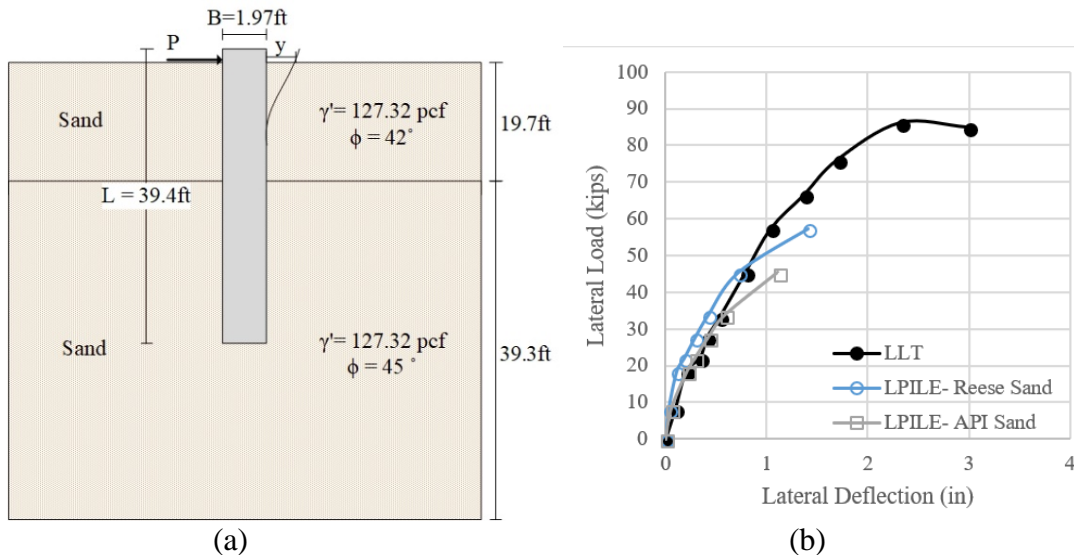 B=1.97ft
P
y
Sand
γ'= 127.32 pcf
ϕ = 42°
19.7ft
L = 39.4ft
Sand
γ'= 127.32 pcf
ϕ = 45°
39.3ft
(a)
Lateral Load (kips)
100
90
80
70
60
50
40
30
20
10
0
LLT
LPILE- Reese Sand
LPILE- API Sand
0 1 2 3 4
Lateral Deflection (in)
(b)